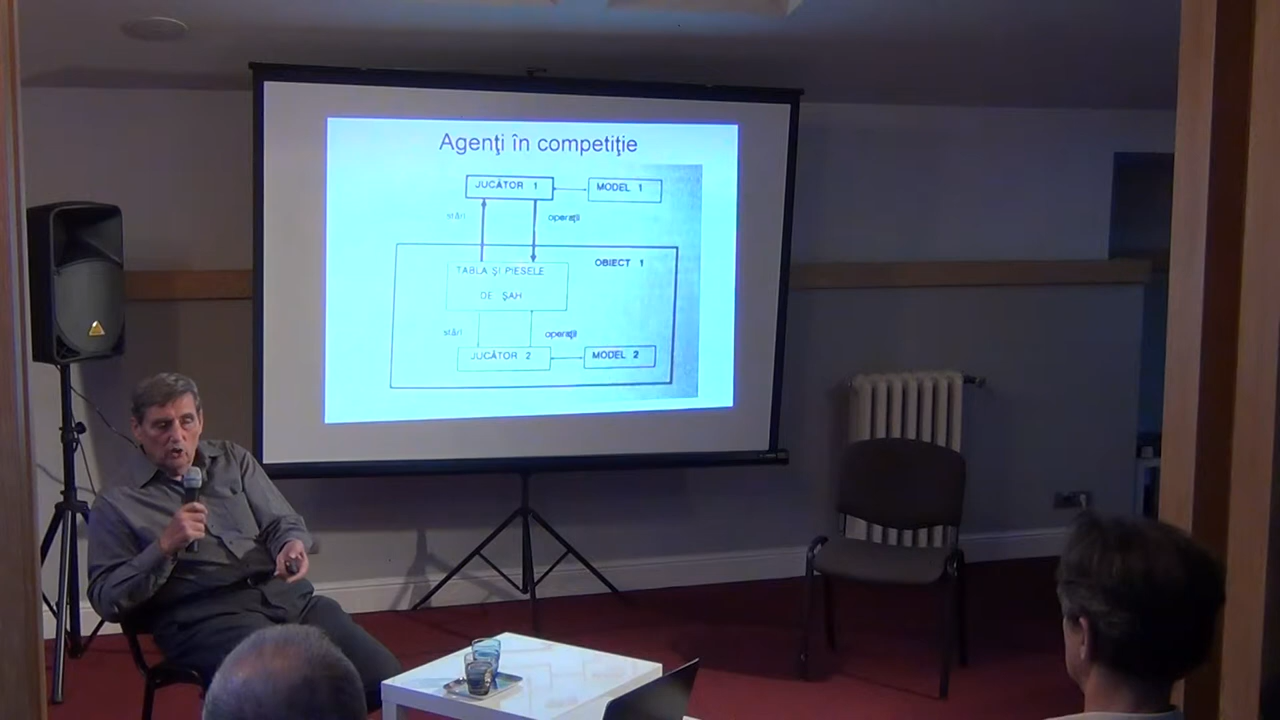 Agenţi în competiţie
JUCĂTOR 1
MODEL 1
stări
operaţii
OBIECT 1
TABLA ŞI PIESELE
DE ŞAH
stări
operaţii
JUCĂTOR 2
MODEL 2